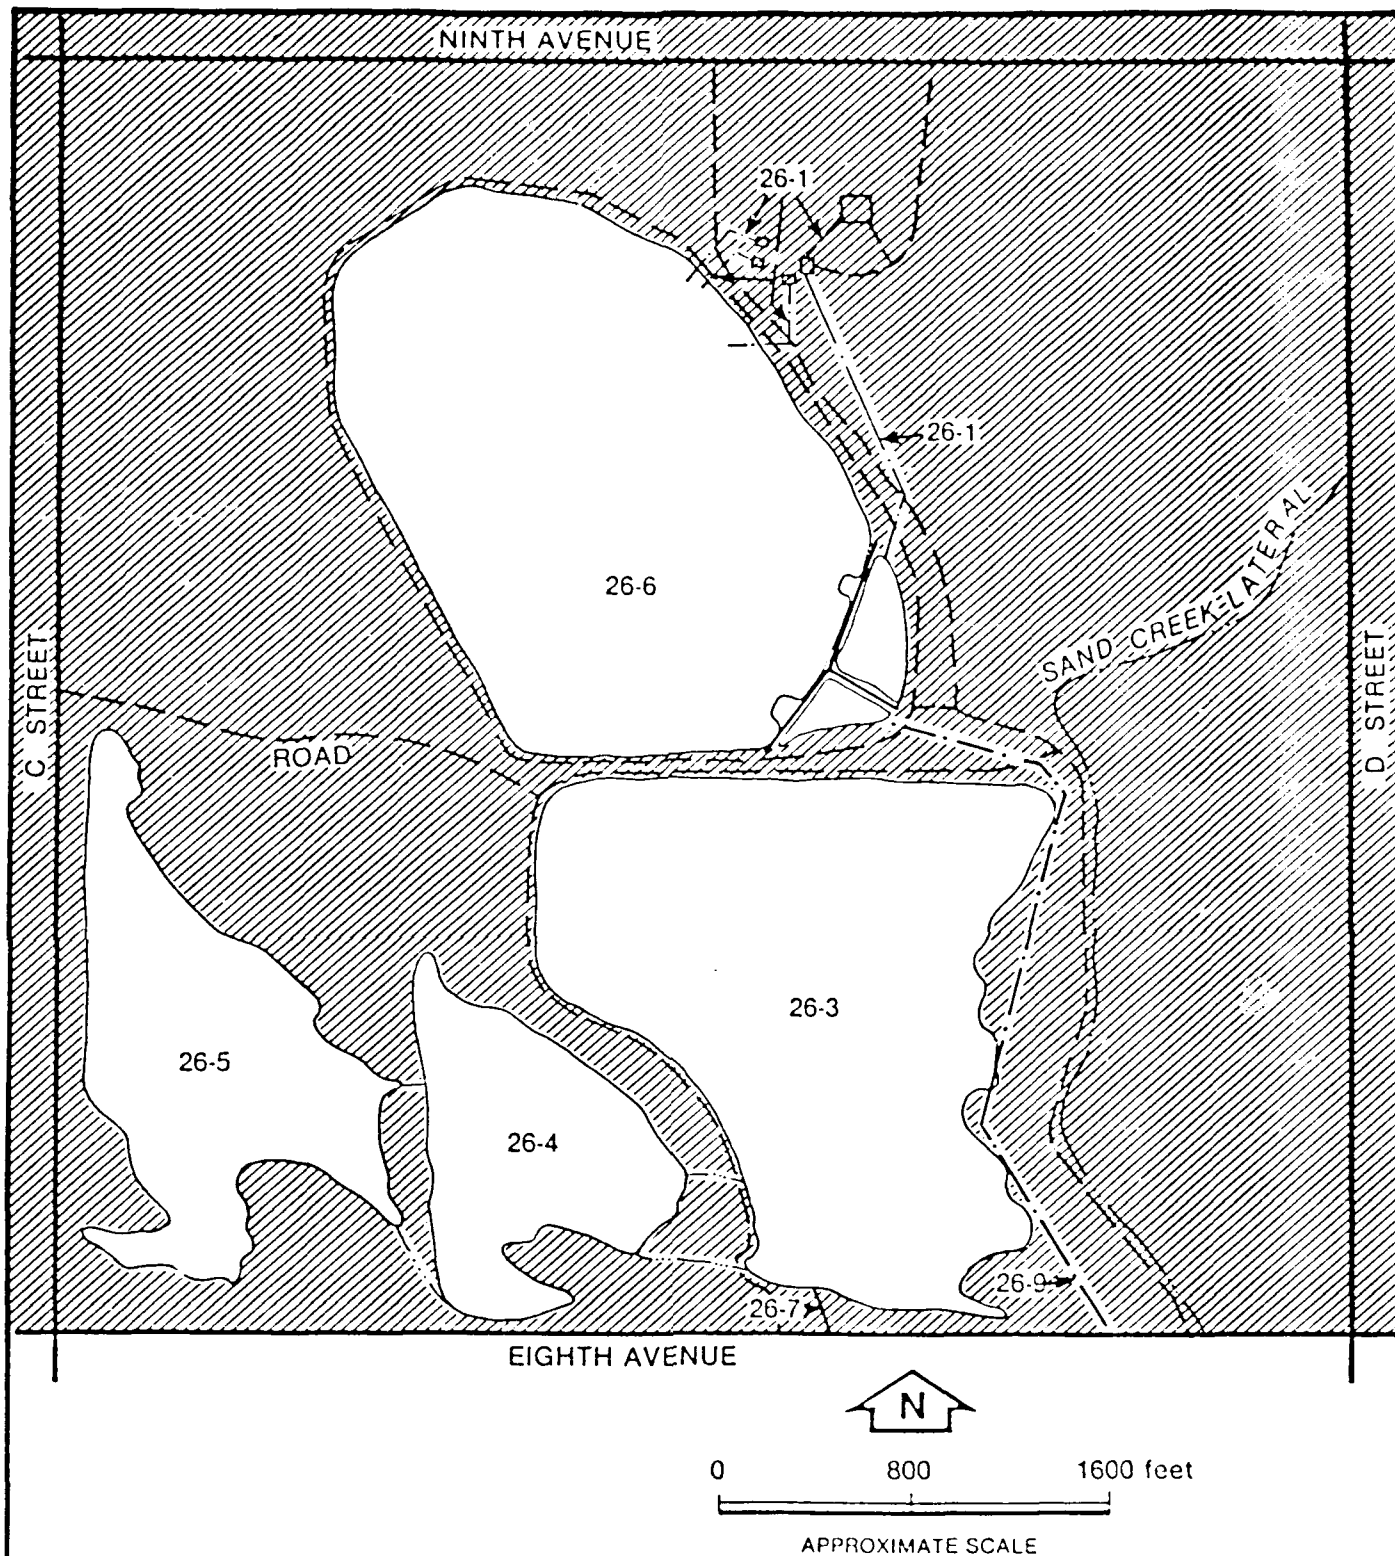 NINTH AVENUE
26-1
26-1
SAND CREEK LATERAL
26-6
C STREET
D STREET
ROAD
26-3
26-5
26-4
26-9
26-7
EIGHTH AVENUE
N
0 800 1600 feet
APPROXIMATE SCALE